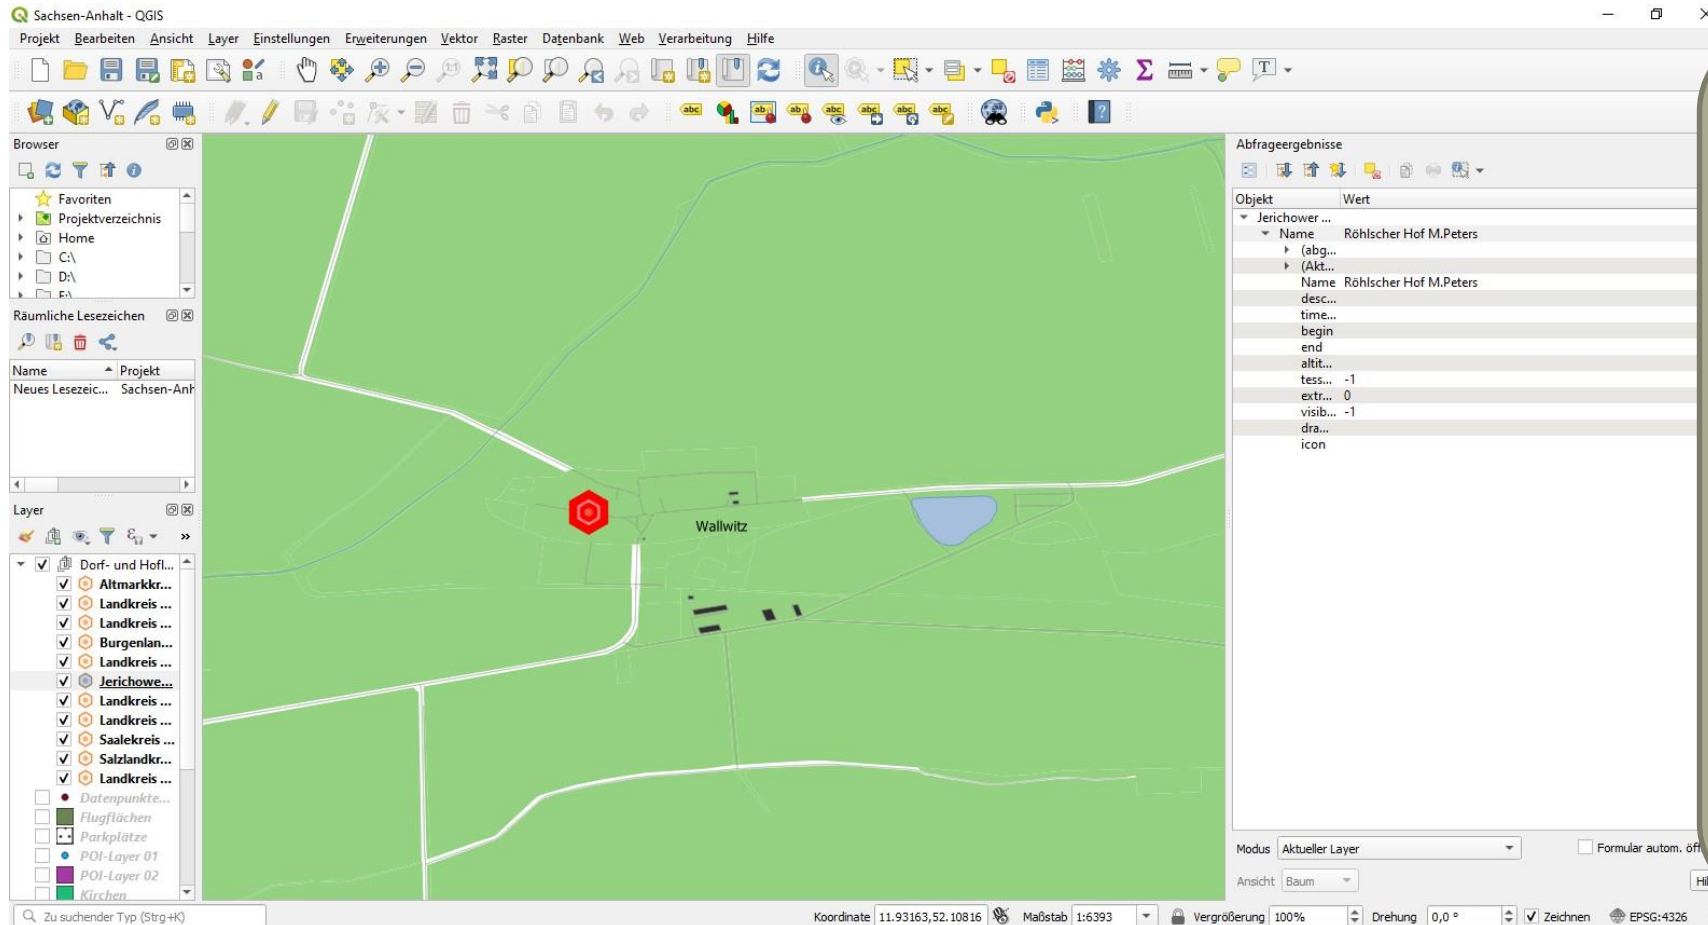 Sachsen-Anhalt - QGIS
Projekt Bearbeiten Ansicht Layer Einstellungen Erweiterungen Vektor Raster Datenbank Web Verarbeitung Hilfe
Browser
Favoriten
Projektverzeichnis
Home
C:\
D:\
E:\
Räumliche Lesezeichen
Name Projekt
Neues Lesezeic... Sachsen-Anh
Layer
Dorf- und Hofl...
Altmarkkr...
Landkreis ...
Landkreis ...
Burgenlan...
Landkreis ...
Jerichowe...
Landkreis ...
Landkreis ...
Saalekreis ...
Salzlandkr...
Landkreis ...
Datenpunkte...
Flugflächen
Parkplätze
POI-Layer 01
POI-Layer 02
Kirchen
Wallwitz
Abfrageergebnisse
Objekt Wert
Jerichower ...
Name Röhlscher Hof M.Peters
(abg...
(Akt...
Name Röhlscher Hof M.Peters
desc...
time...
begin
end
altit...
tess... -1
extr... 0
visib... -1
dra...
icon
Modus Aktueller Layer Formular autom. öff
Ansicht Baum Hil
Zu suchender Typ (Strg+K) Koordinate 11.93163,52.10816 Maßstab 1:6393 Vergrößerung 100% Drehung 0,0 ° Zeichnen EPSG:4326